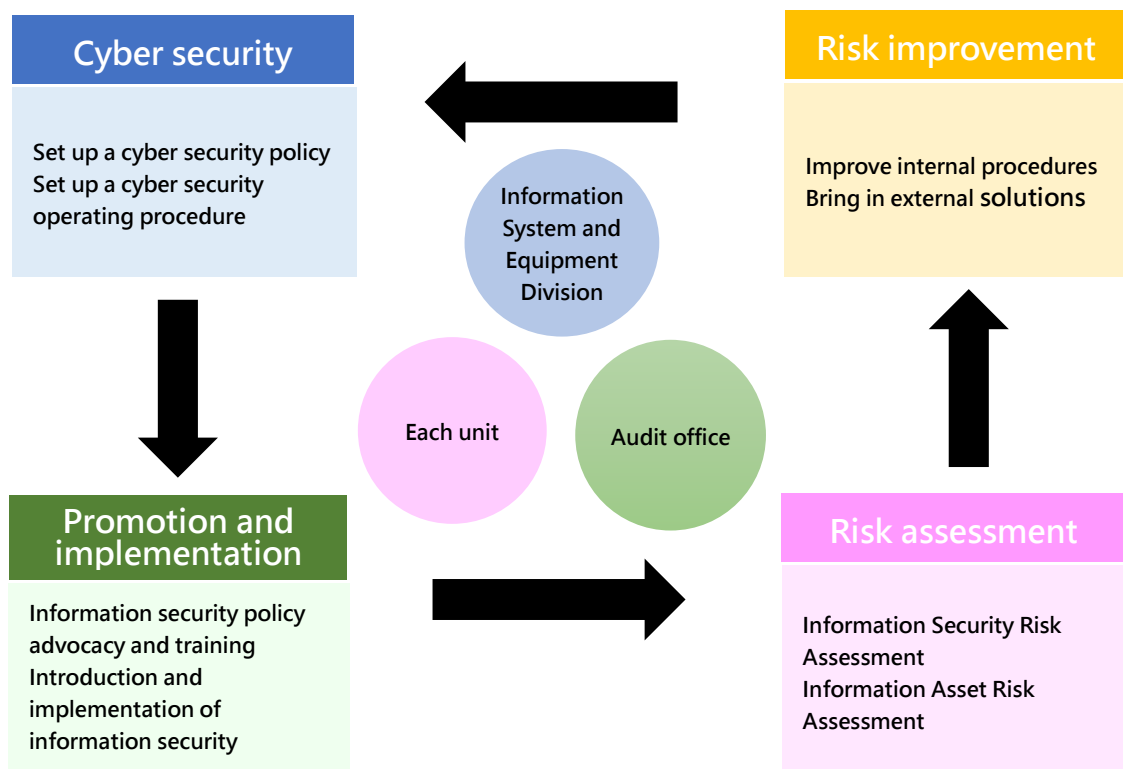 Cyber security
Set up a cyber security policy
Set up a cyber security
operating procedure
Risk improvement
Improve internal procedures
Bring in external solutions
Information
System and
Equipment
Division
Each unit
Audit office
Promotion and
implementation
Information security policy
advocacy and training
Introduction and
implementation of
information security
Risk assessment
Information Security Risk
Assessment
Information Asset Risk
Assessment